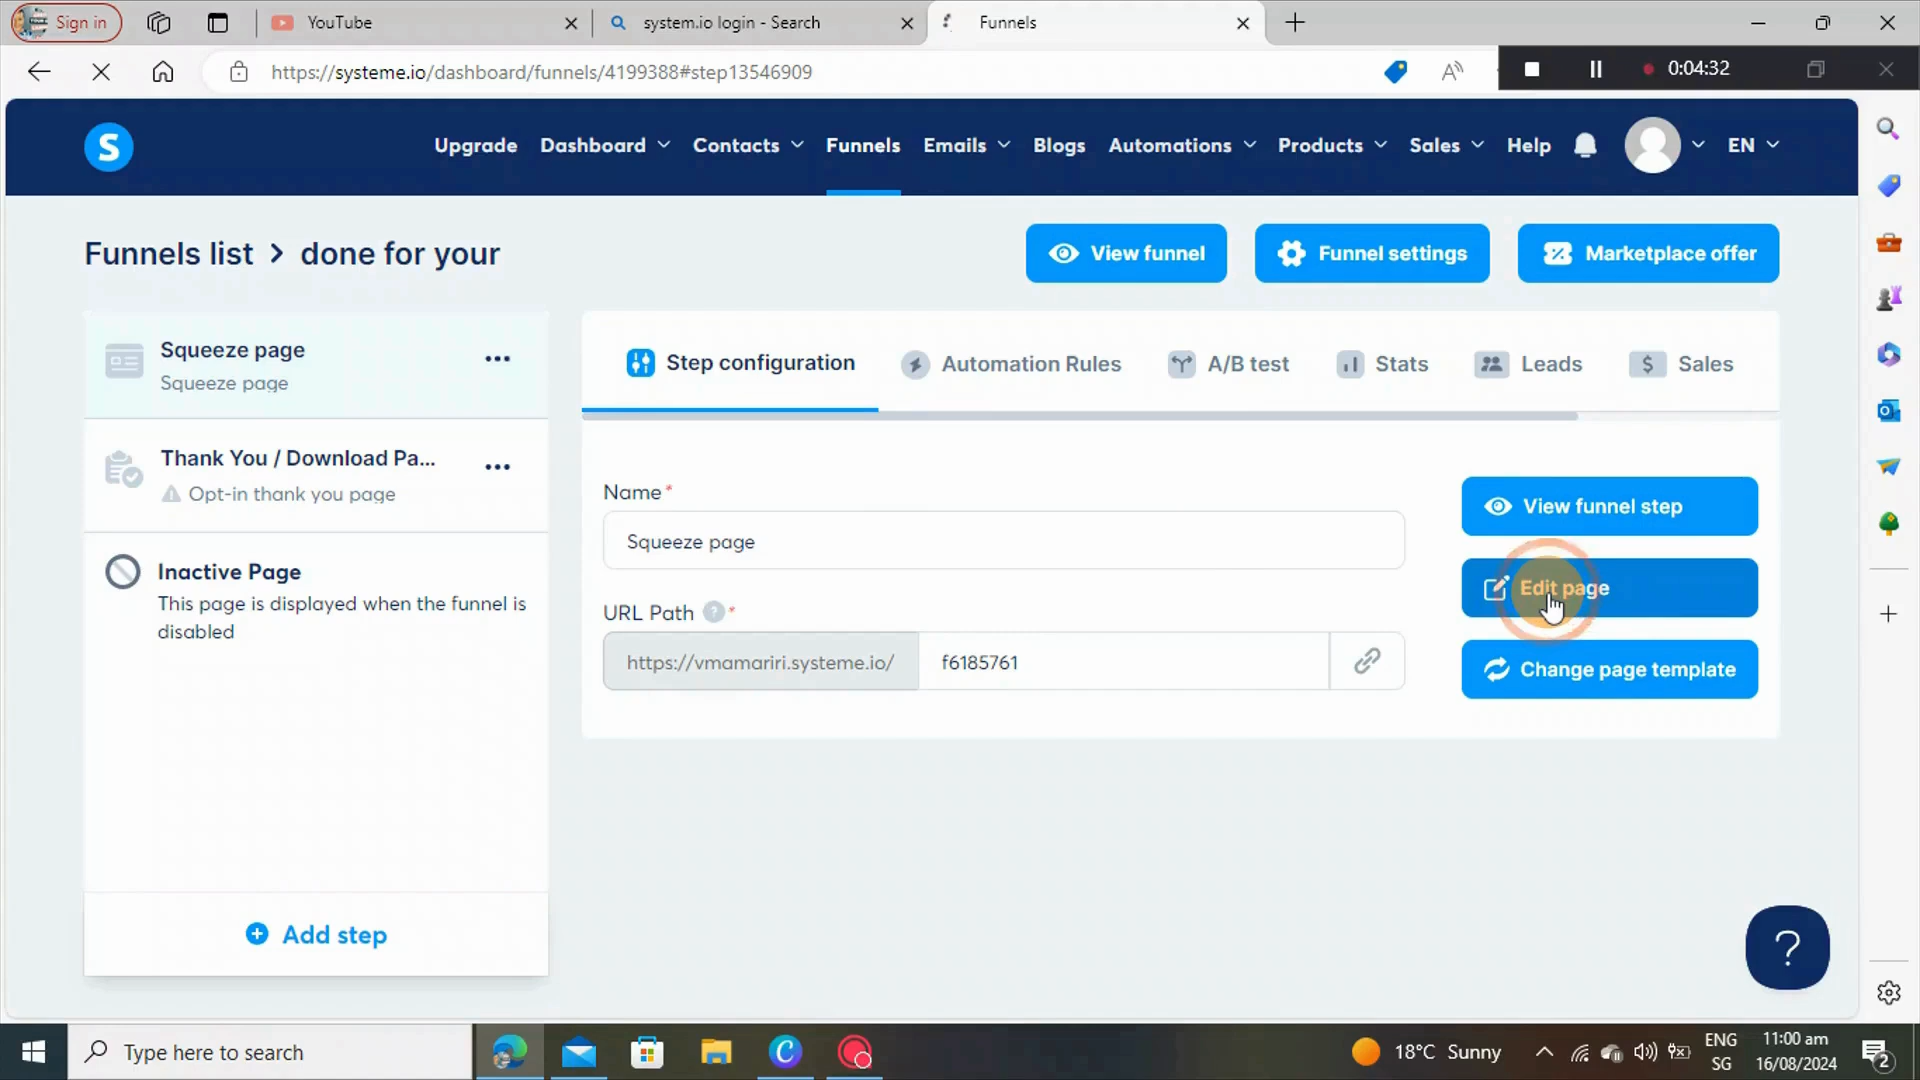 Sign in
YouTube
system.io login - Search
Funnels
https://systeme.io/dashboard/funnels/4199388#step13546909
0:04:32
S
Upgrade
Dashboard
Contacts
Funnels
Emails
Blogs
Automations
Products
Sales
Help
EN
Funnels list > done for your
View funnel
Funnel settings
Marketplace offer
Squeeze page
Squeeze page
Thank You / Download Pa...
Opt-in thank you page
Inactive Page
This page is displayed when the funnel is
disabled
Add step
Step configuration
Automation Rules
A/B test
Stats
Leads
Sales
Name*
Squeeze page
URL Path ? *
https://vmamariri.systeme.io/
f6185761
View funnel step
Edit page
Change page template
?
Type here to search
18°C Sunny
ENG
SG
11:00 am
16/08/2024
2